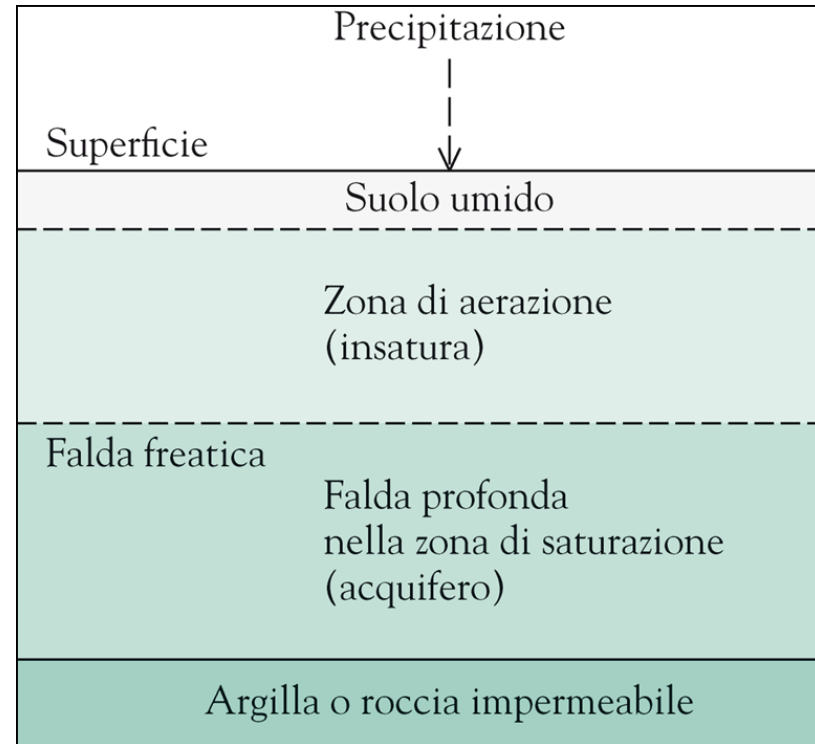 Precipitazione
Superficie
Suolo umido
Zona di aerazione
(insatura)
Falda freatica
Falda profonda
nella zona di saturazione
(acquifero)
Argilla o roccia impermeabile